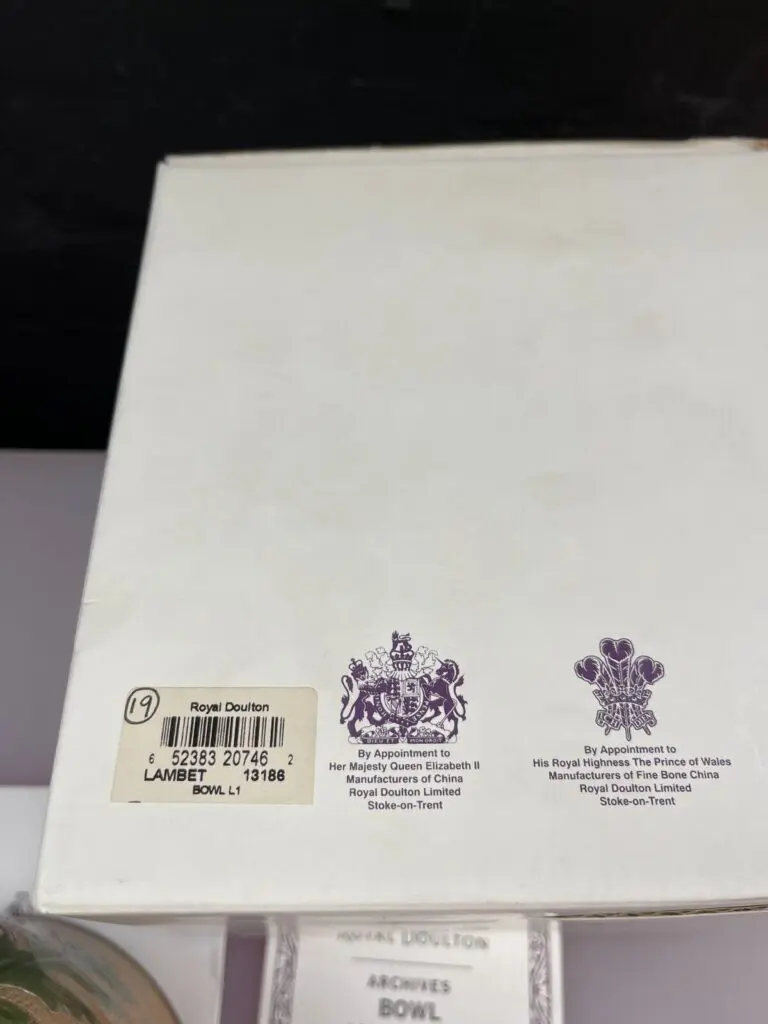 19
Royal Doulton
6 52383 20746 2
LAMBET 13186
BOWL L1
By Appointment to
Her Majesty Queen Elizabeth II
Manufacturers of China
Royal Doulton Limited
Stoke-on-Trent
By Appointment to
His Royal Highness The Prince of Wales
Manufacturers of Fine Bone China
Royal Doulton Limited
Stoke-on-Trent
ROYAL DOULTON
ARCHIVES
BOWL